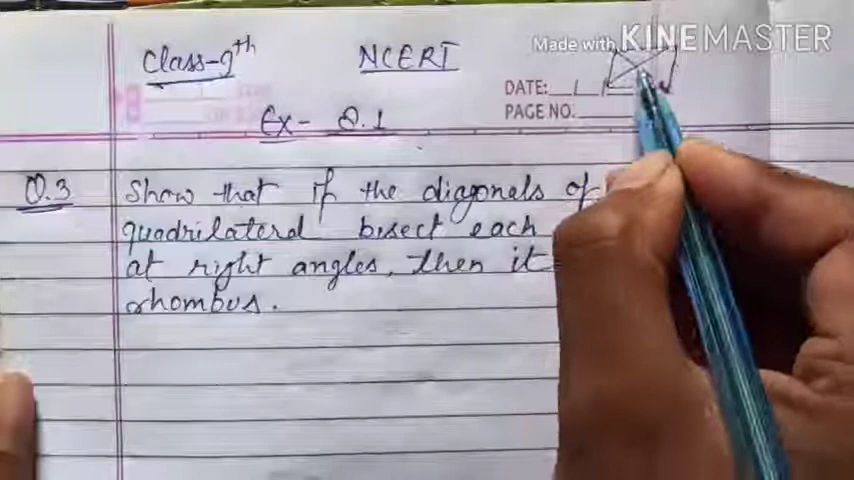 Made with KINEMASTER
Class-9th NCERT
DATE: / /
PAGE NO.
Ex- 8.1
Q.3 Show that if the diagonals of
quadrilateral bisect each
at right angles, then it
rhombus.